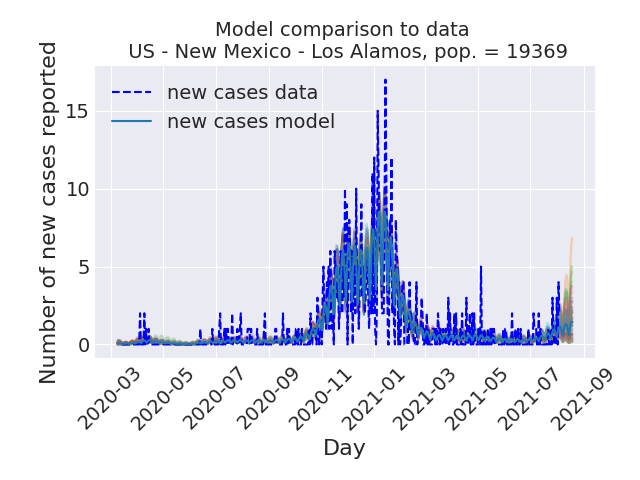 Model comparison to data
US - New Mexico - Los Alamos, pop. = 19369
new cases data
new cases model
Number of new cases reported
15
10
5
0
2020-03
2020-05
2020-07
2020-09
2020-11
2021-01
2021-03
2021-05
2021-07
2021-09
Day